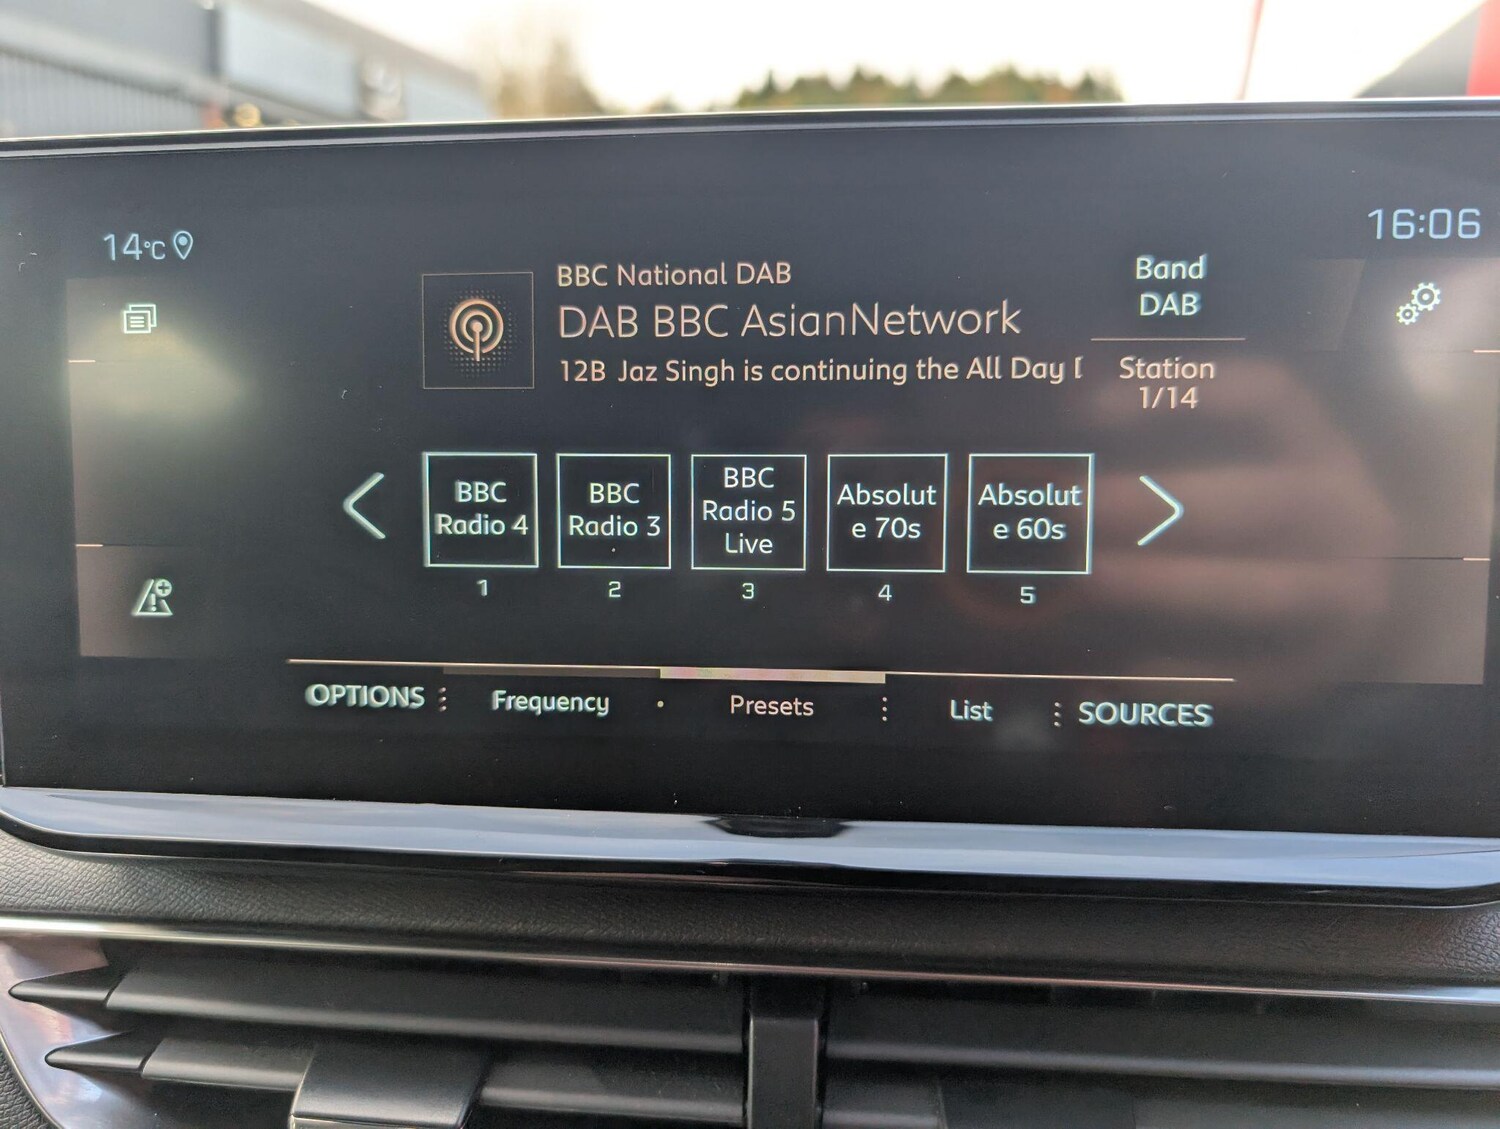 14°C
16:06
BBC National DAB
DAB BBC AsianNetwork
12B Jaz Singh is continuing the All Day
Band
DAB
Station
1/14
BBC
Radio 4
BBC
Radio 3
BBC
Radio 5
Live
Absolut
e 70s
Absolut
e 60s
1
2
3
4
5
OPTIONS
Frequency
Presets
List
SOURCES